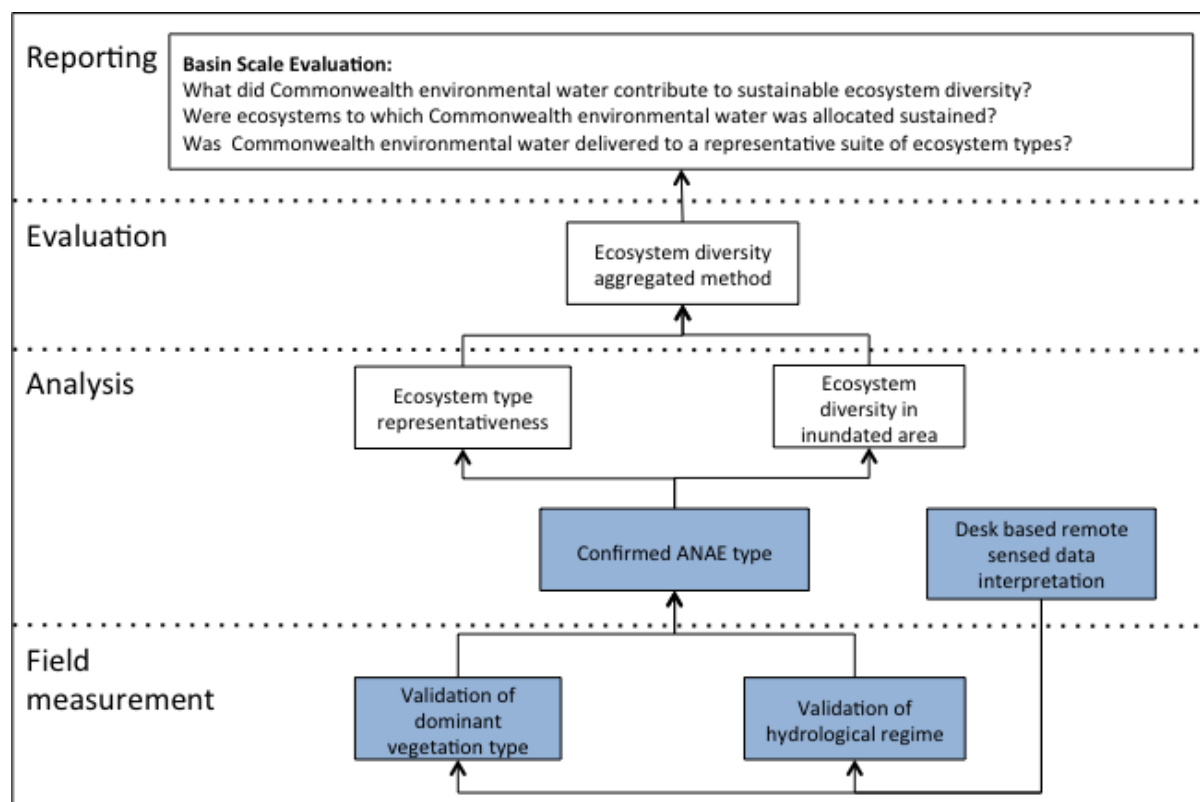 Reporting
Basin Scale Evaluation:
What did Commonwealth environmental water contribute to sustainable ecosystem diversity?
Were ecosystems to which Commonwealth environmental water was allocated sustained?
Was Commonwealth environmental water delivered to a representative suite of ecosystem types?
Evaluation
Ecosystem diversity
aggregated method
Analysis
Ecosystem type
representativeness
Ecosystem
diversity in
inundated area
Confirmed ANAE type
Desk based remote
sensed data
interpretation
Field
measurement
Validation of
dominant
vegetation type
Validation of
hydrological regime